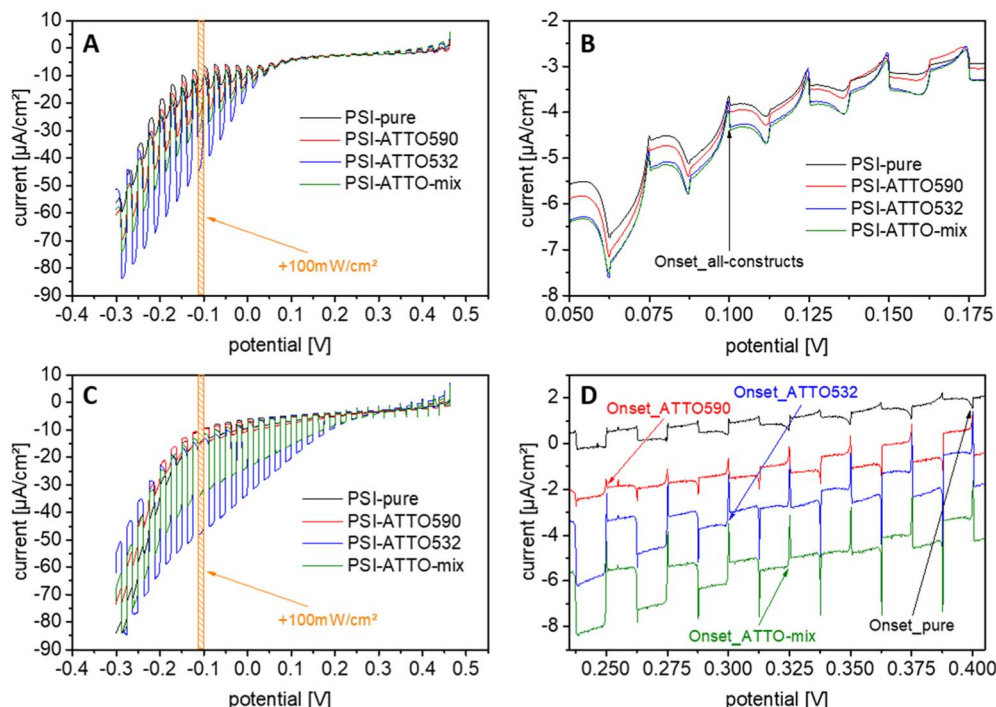 A
current [µA/cm²]
10
0
-10
-20
-30
-40
-50
-60
-70
-80
-90
PSI-pure
PSI-ATTO590
PSI-ATTO532
PSI-ATTO-mix
+100mW/cm²
-0.4 -0.3 -0.2 -0.1 0.0 0.1 0.2 0.3 0.4 0.5
potential [V]
B
current [µA/cm²]
-2
-3
-4
-5
-6
-7
-8
PSI-pure
PSI-ATTO590
PSI-ATTO532
PSI-ATTO-mix
Onset_all-constructs
0.050 0.075 0.100 0.125 0.150 0.175
potential [V]
C
current [µA/cm²]
10
0
-10
-20
-30
-40
-50
-60
-70
-80
-90
PSI-pure
PSI-ATTO590
PSI-ATTO532
PSI-ATTO-mix
+100mW/cm²
-0.4 -0.3 -0.2 -0.1 0.0 0.1 0.2 0.3 0.4 0.5
potential [V]
D
current [µA/cm²]
2
0
-2
-4
-6
-8
Onset_ATTO532
Onset_ATTO590
Onset_pure
Onset_ATTO-mix
0.250 0.275 0.300 0.325 0.350 0.375 0.400
potential [V]